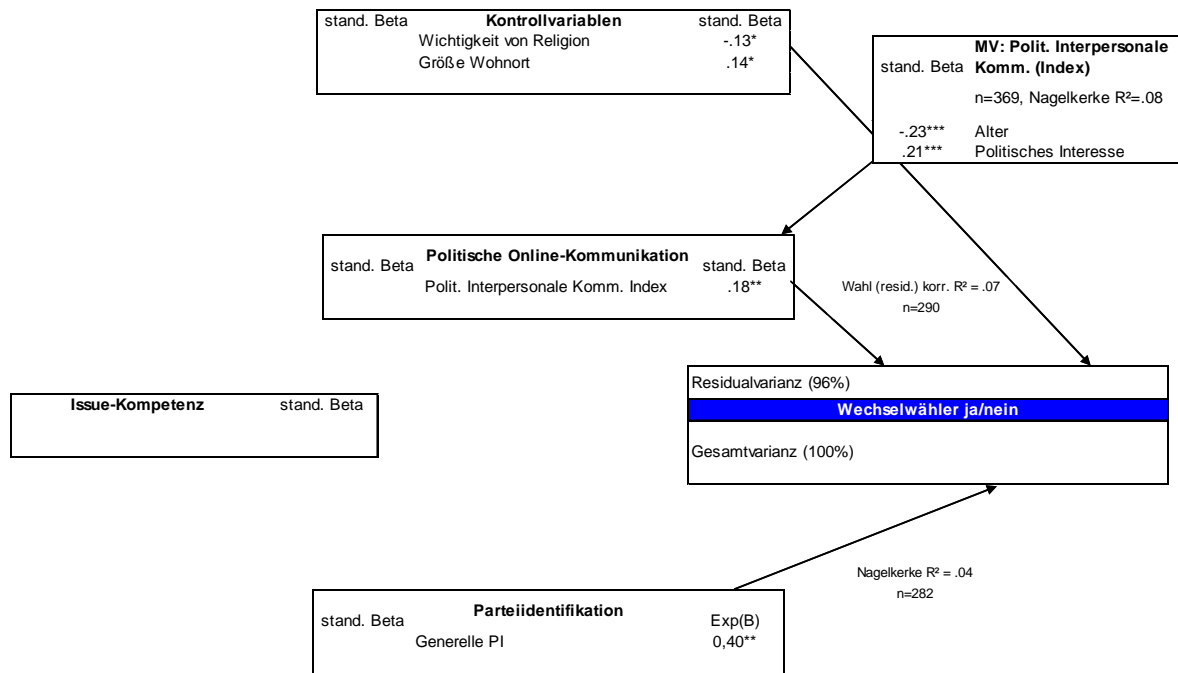 stand. Beta Kontrollvariablen stand. Beta
Wichtigkeit von Religion -.13*
Größe Wohnort .14*
MV: Polit. Interpersonale
stand. Beta Komm. (Index)
n=369, Nagelkerke R²=.08
-.23*** Alter
.21*** Politisches Interesse
Politische Online-Kommunikation
stand. Beta stand. Beta
Polit. Interpersonale Komm. Index .18**
Wahl (resid.) korr. R² = .07
n=290
Issue-Kompetenz stand. Beta
Residualvarianz (96%)
Wechselwähler ja/nein
Gesamtvarianz (100%)
Nagelkerke R² = .04
n=282
Parteiidentifikation
stand. Beta Exp(B)
Generelle PI 0,40**